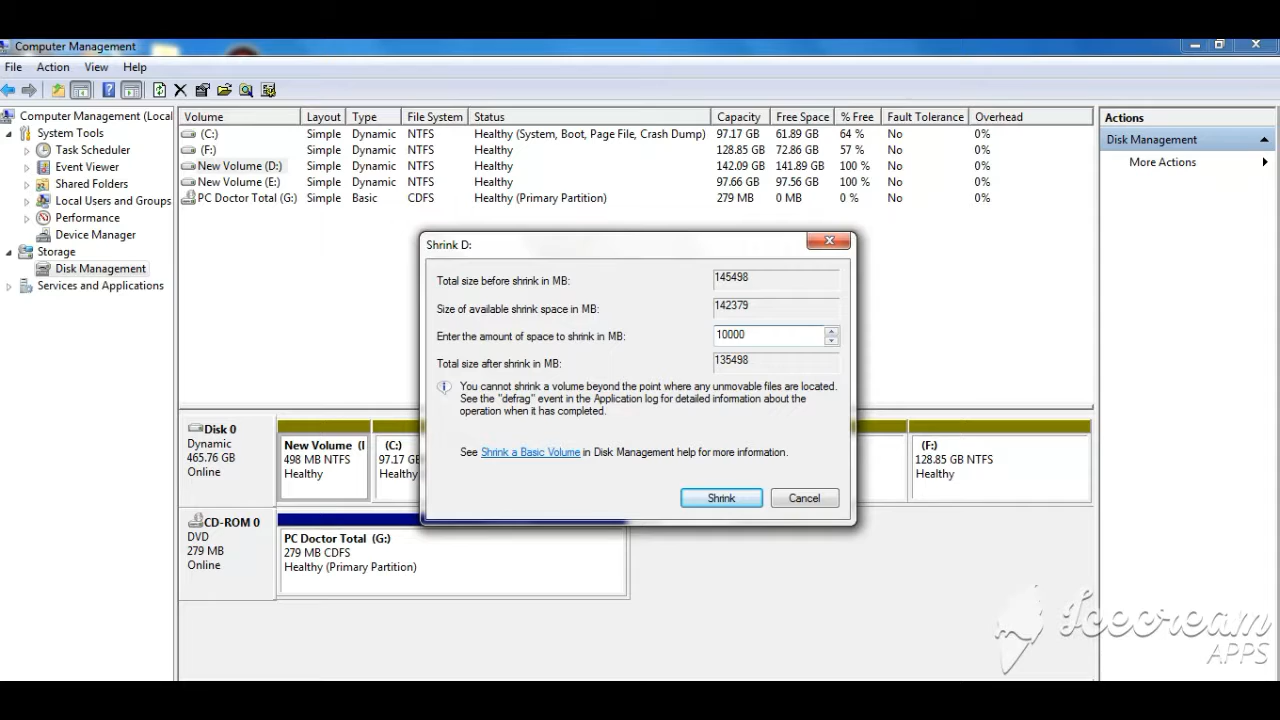 Computer Management
File Action View Help
Computer Management (Local
System Tools
Task Scheduler
Event Viewer
Shared Folders
Local Users and Groups
Performance
Device Manager
Storage
Disk Management
Services and Applications
Volume Layout Type File System Status Capacity Free Space % Free Fault Tolerance Overhead
(C:) Simple Dynamic NTFS Healthy (System, Boot, Page File, Crash Dump) 97.17 GB 61.89 GB 64 % No 0%
(F:) Simple Dynamic NTFS Healthy 128.85 GB 72.86 GB 57 % No 0%
New Volume (D:) Simple Dynamic NTFS Healthy 142.09 GB 141.89 GB 100 % No 0%
New Volume (E:) Simple Dynamic NTFS Healthy 97.66 GB 97.56 GB 100 % No 0%
PC Doctor Total (G:) Simple Basic CDFS Healthy (Primary Partition) 279 MB 0 MB 0 % No 0%
Actions
Disk Management
More Actions
Shrink D:
Total size before shrink in MB: 145498
Size of available shrink space in MB: 142379
Enter the amount of space to shrink in MB: 10000
Total size after shrink in MB: 135498
You cannot shrink a volume beyond the point where any unmovable files are located.
See the "defrag" event in the Application log for detailed information about the
operation when it has completed.
See Shrink a Basic Volume in Disk Management help for more information.
Shrink Cancel
Disk 0
Dynamic
465.76 GB
Online
New Volume (I
498 MB NTFS
Healthy
(C:)
97.17 G
Healthy
(F:)
128.85 GB NTFS
Healthy
CD-ROM 0
DVD
279 MB
Online
PC Doctor Total (G:)
279 MB CDFS
Healthy (Primary Partition)
Icecream
APPS